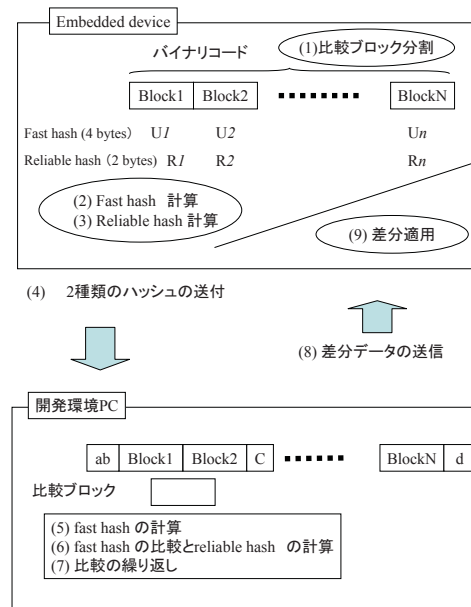 Embedded device
バイナリコード
(1)比較ブロック分割
Block1 Block2 BlockN
Fast hash (4 bytes) U1 U2 Un
Reliable hash (2 bytes) R1 R2 Rn
(2) Fast hash 計算
(3) Reliable hash 計算
(9) 差分適用
(4) 2種類のハッシュの送付
(8) 差分データの送信
開発環境PC
ab Block1 Block2 C BlockN d
比較ブロック
(5) fast hash の計算
(6) fast hash の比較とreliable hash の計算
(7) 比較の繰り返し